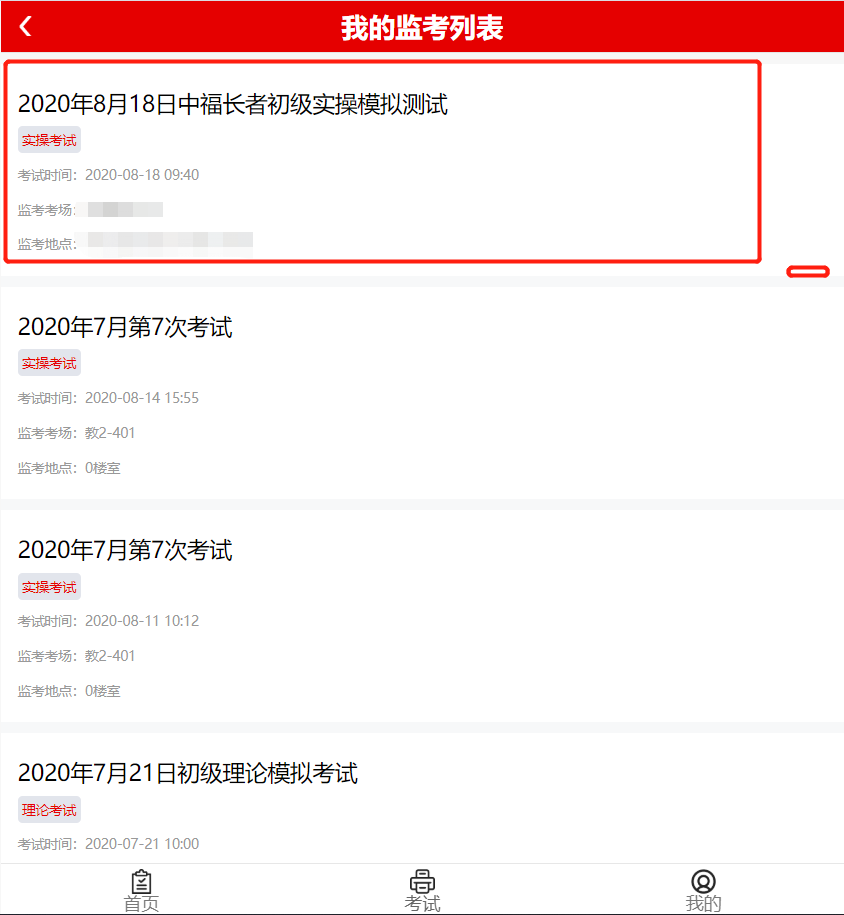 我的监考列表
2020年8月18日中福长者初级实操模拟测试
实操考试
考试时间：2020-08-18 09:40
监考考场：
监考地点：
2020年7月第7次考试
实操考试
考试时间：2020-08-14 15:55
监考考场：教2-401
监考地点：0楼室
2020年7月第7次考试
实操考试
考试时间：2020-08-11 10:12
监考考场：教2-401
监考地点：0楼室
2020年7月21日初级理论模拟考试
理论考试
考试时间：2020-07-21 10:00
首页 考试 我的